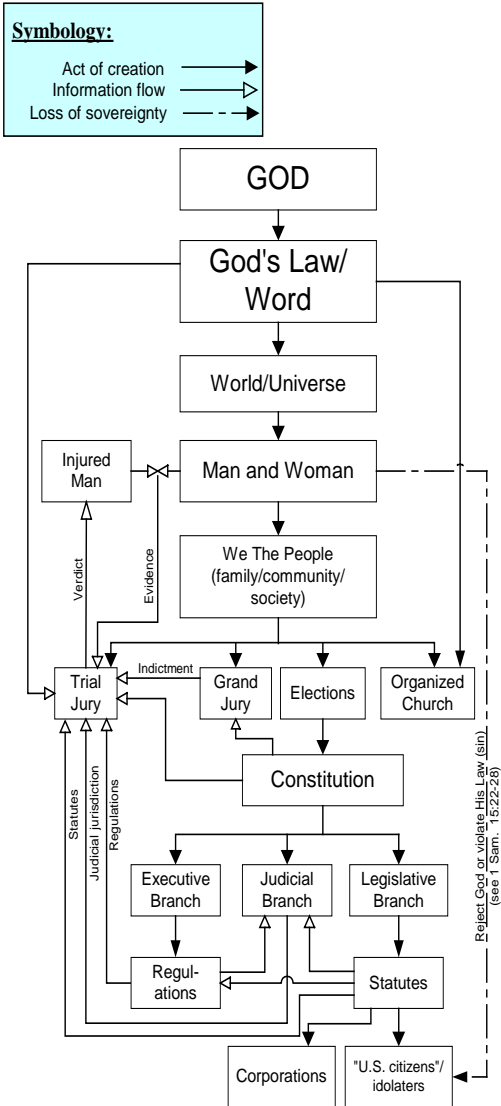 Symbology:
Act of creation
Information flow
Loss of sovereignty
GOD
God's Law/
Word
World/Universe
Injured
Man
Man and Woman
We The People
(family/community/
society)
Verdict
Evidence
Indictment
Trial
Jury
Grand
Jury
Elections
Organized
Church
Constitution
Statutes
Judicial jurisdiction
Regulations
Executive
Branch
Judicial
Branch
Legislative
Branch
Reject God or violate His Law (sin)
(see 1 Sam. 15:22-28)
Regul-
ations
Statutes
Corporations
"U.S. citizens"/
idolaters